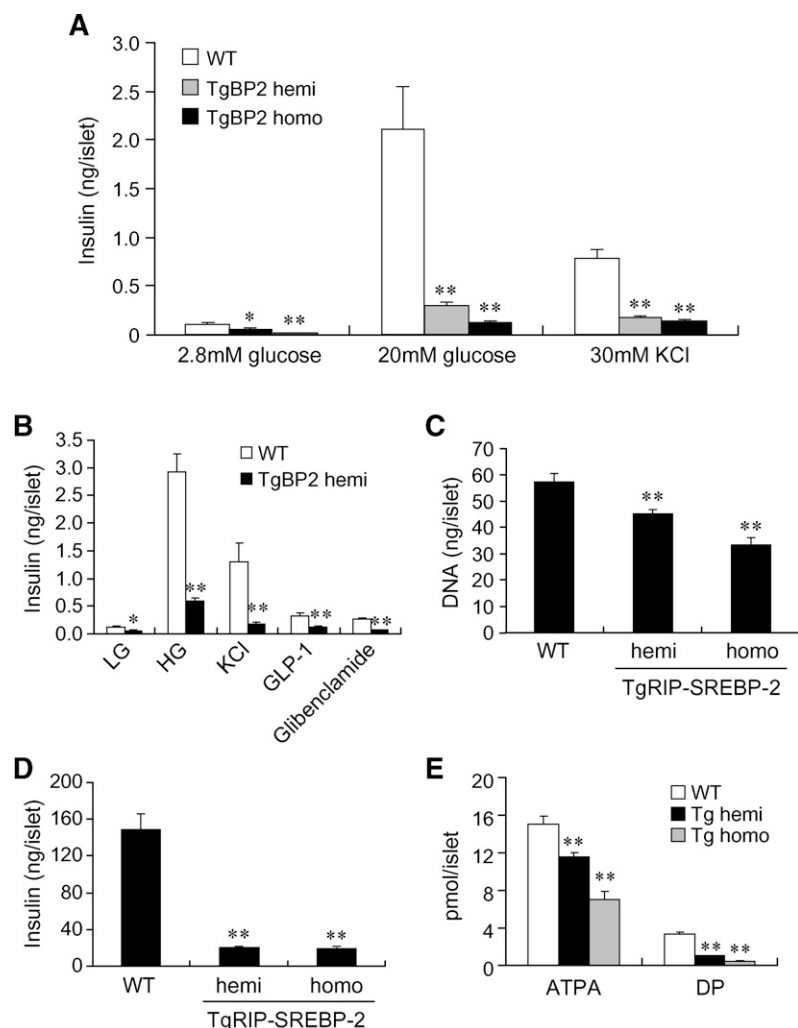 A
3.0
2.5
2.0
1.5
1.0
0.5
0
Insulin (ng/islet)
WT
TgBP2 hemi
TgBP2 homo
* **
** **
** **
2.8mM glucose 20mM glucose 30mM KCl
B
3.5
3.0
2.5
2.0
1.5
1.0
0.5
0.0
Insulin (ng/islet)
WT
TgBP2 hemi
* ** ** ** **
LG HG KCl GLP-1 Glibenclamide
C
70
60
50
40
30
20
10
0
DNA (ng/islet)
** **
WT hemi homo
TgRIP-SREBP-2
D
200
160
120
80
40
0
Insulin (ng/islet)
** **
WT hemi homo
TgRIP-SREBP-2
E
20
16
12
8
4
0
pmol/islet
WT
Tg hemi
Tg homo
** **
** **
ATPA DP